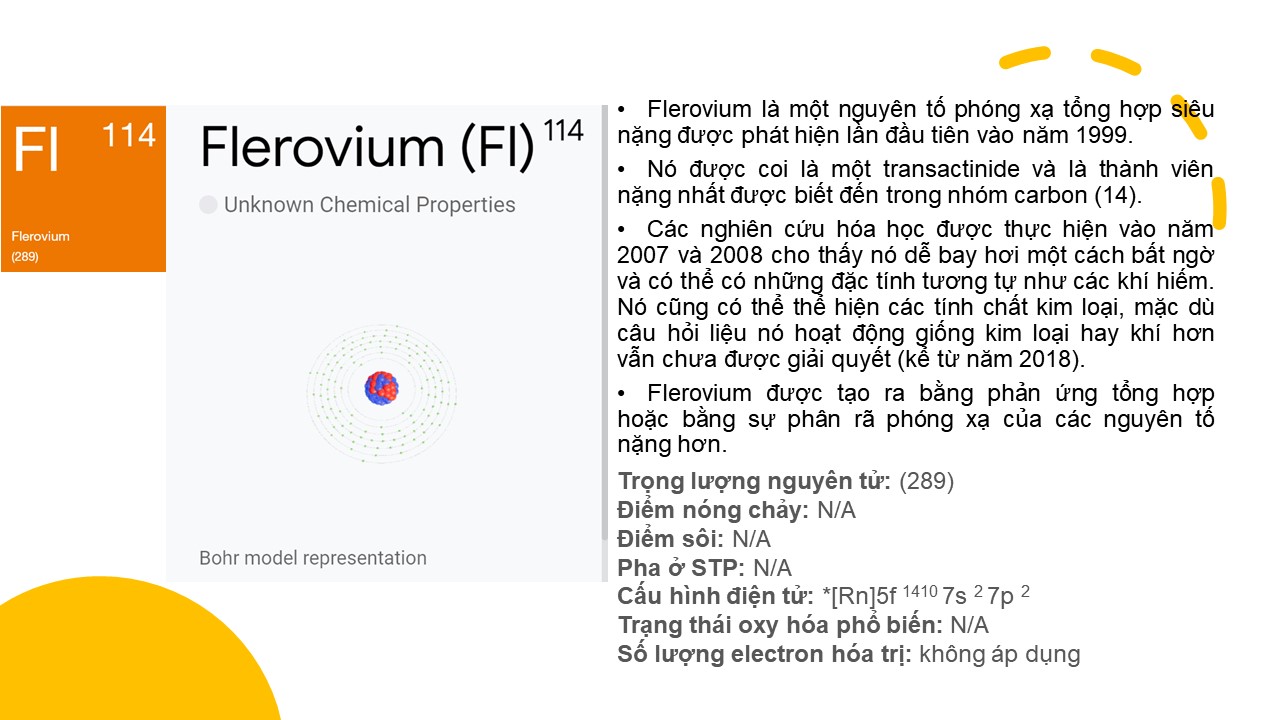 Fl 114
Flerovium
(289)
Flerovium (Fl) 114
Unknown Chemical Properties
Bohr model representation
• Flerovium là một nguyên tố phóng xạ tổng hợp siêu
nặng được phát hiện lần đầu tiên vào năm 1999.
• Nó được coi là một transactinide và là thành viên
nặng nhất được biết đến trong nhóm carbon (14).
• Các nghiên cứu hóa học được thực hiện vào năm
2007 và 2008 cho thấy nó dễ bay hơi một cách bất ngờ
và có thể có những đặc tính tương tự như các khí hiếm.
Nó cũng có thể thể hiện các tính chất kim loại, mặc dù
câu hỏi liệu nó hoạt động giống kim loại hay khí hơn
vẫn chưa được giải quyết (kể từ năm 2018).
• Flerovium được tạo ra bằng phản ứng tổng hợp
hoặc bằng sự phân rã phóng xạ của các nguyên tố
nặng hơn.
Trọng lượng nguyên tử: (289)
Điểm nóng chảy: N/A
Điểm sôi: N/A
Pha ở STP: N/A
Cấu hình điện tử: *[Rn]5f 1410 7s 2 7p 2
Trạng thái oxy hóa phổ biến: N/A
Số lượng electron hóa trị: không áp dụng